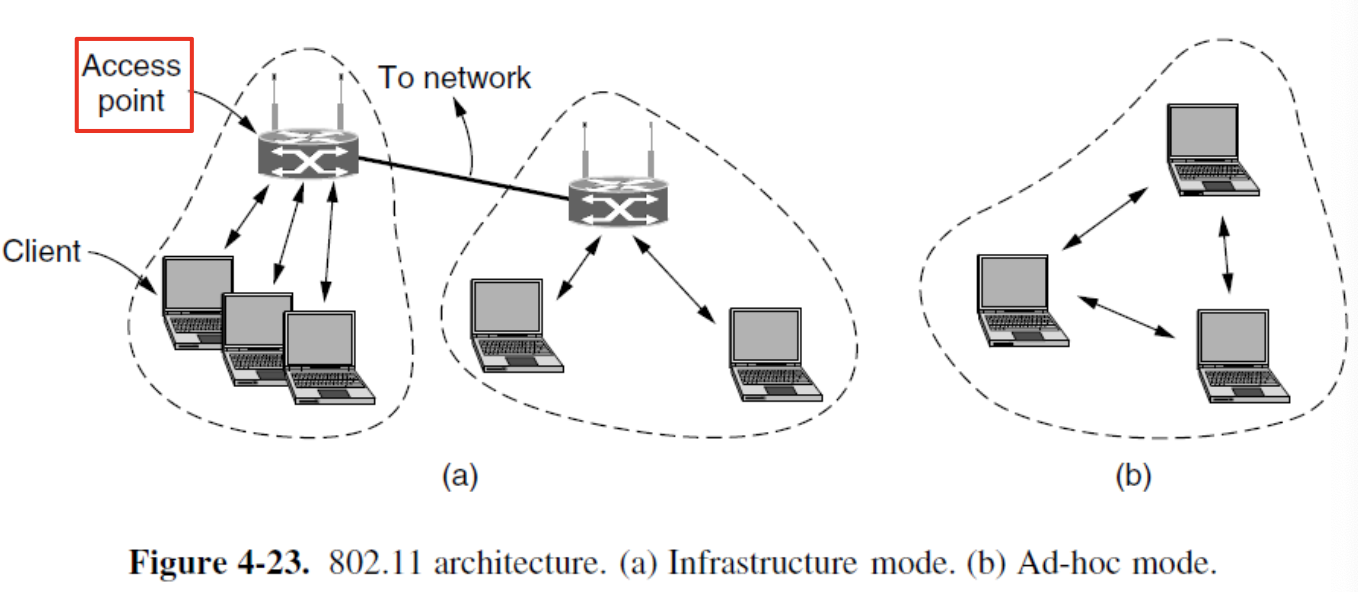 Access
point
To network
Client
(a)
(b)
Figure 4-23. 802.11 architecture. (a) Infrastructure mode. (b) Ad-hoc mode.